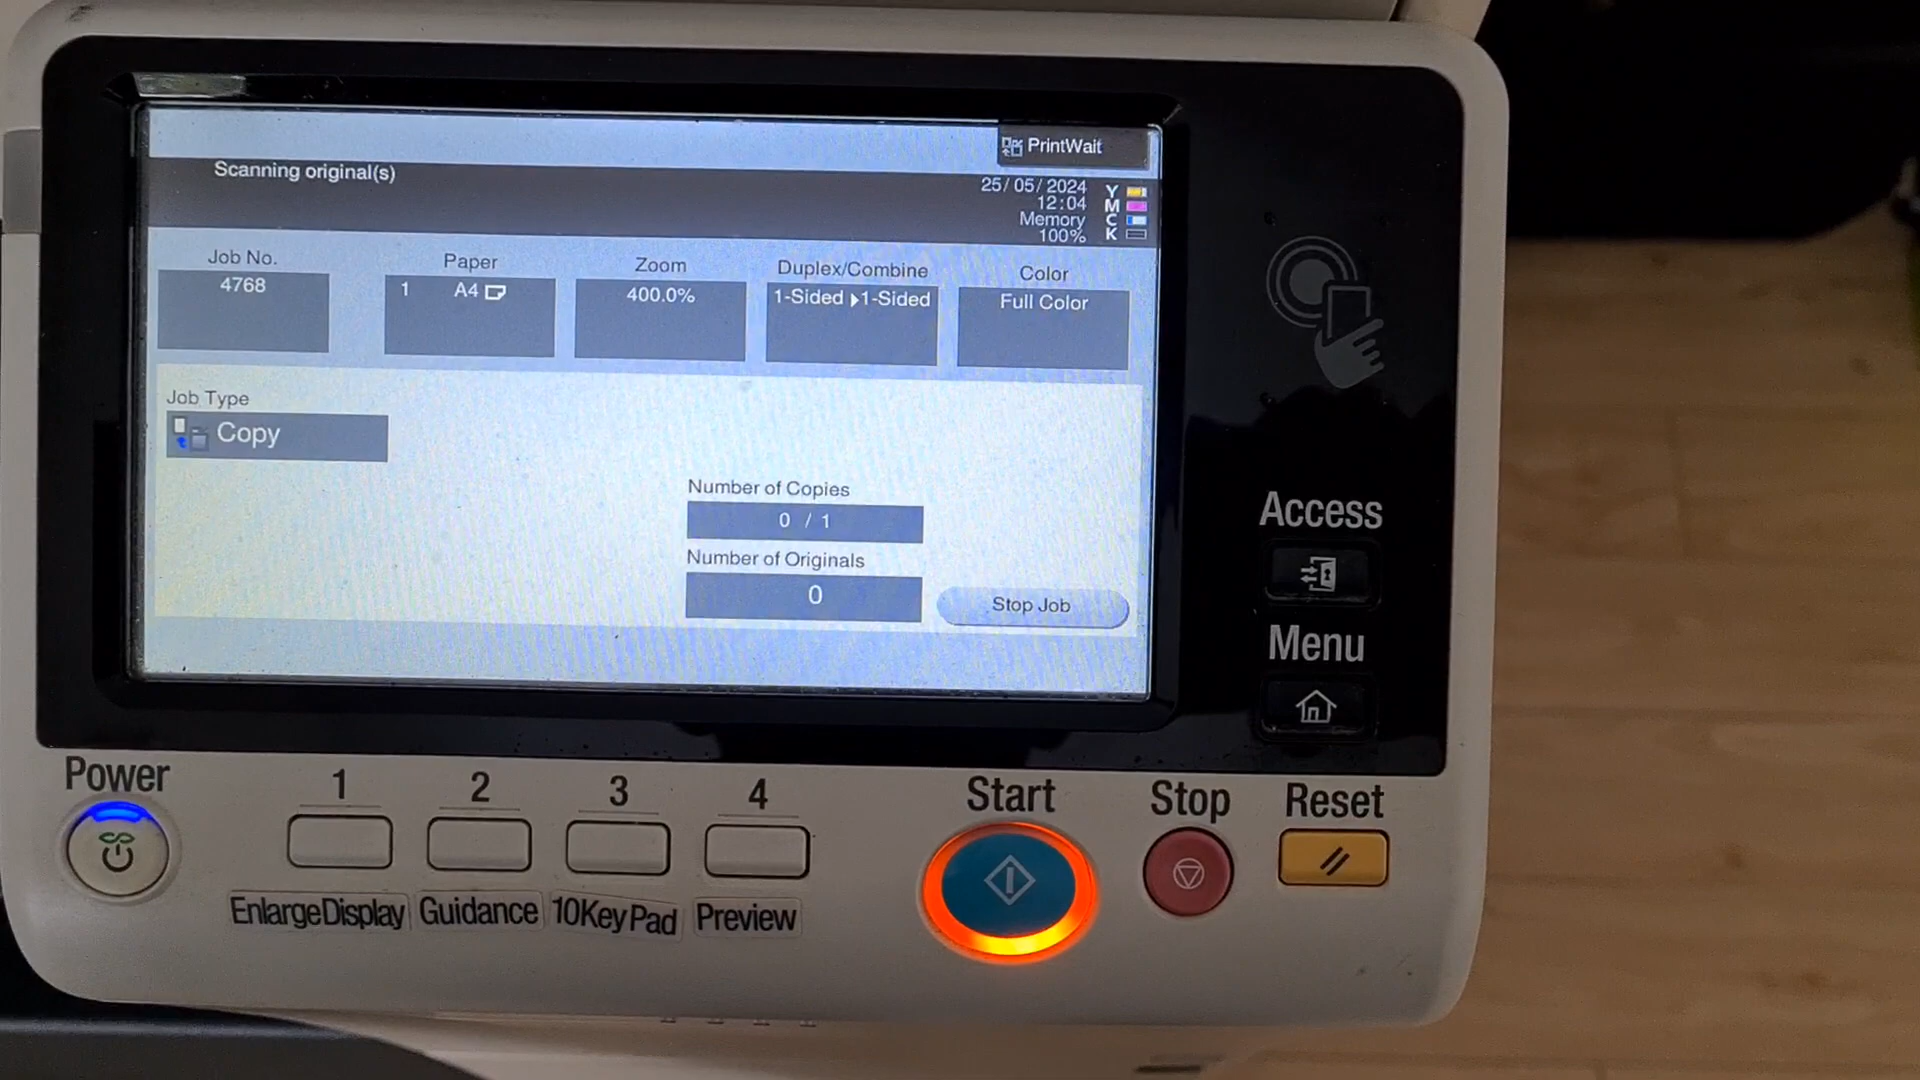 PrintWait
Scanning original(s)
25/05/2024
12:04
Memory
100%
Y
M
C
K
Job No.
4768
Paper
1 A4
Zoom
400.0%
Duplex/Combine
1-Sided ▶1-Sided
Color
Full Color
Job Type
Copy
Number of Copies
0 / 1
Number of Originals
0
Stop Job
Access
Menu
Power
1
2
3
4
Start
Stop
Reset
EnlargeDisplay
Guidance
10KeyPad
Preview